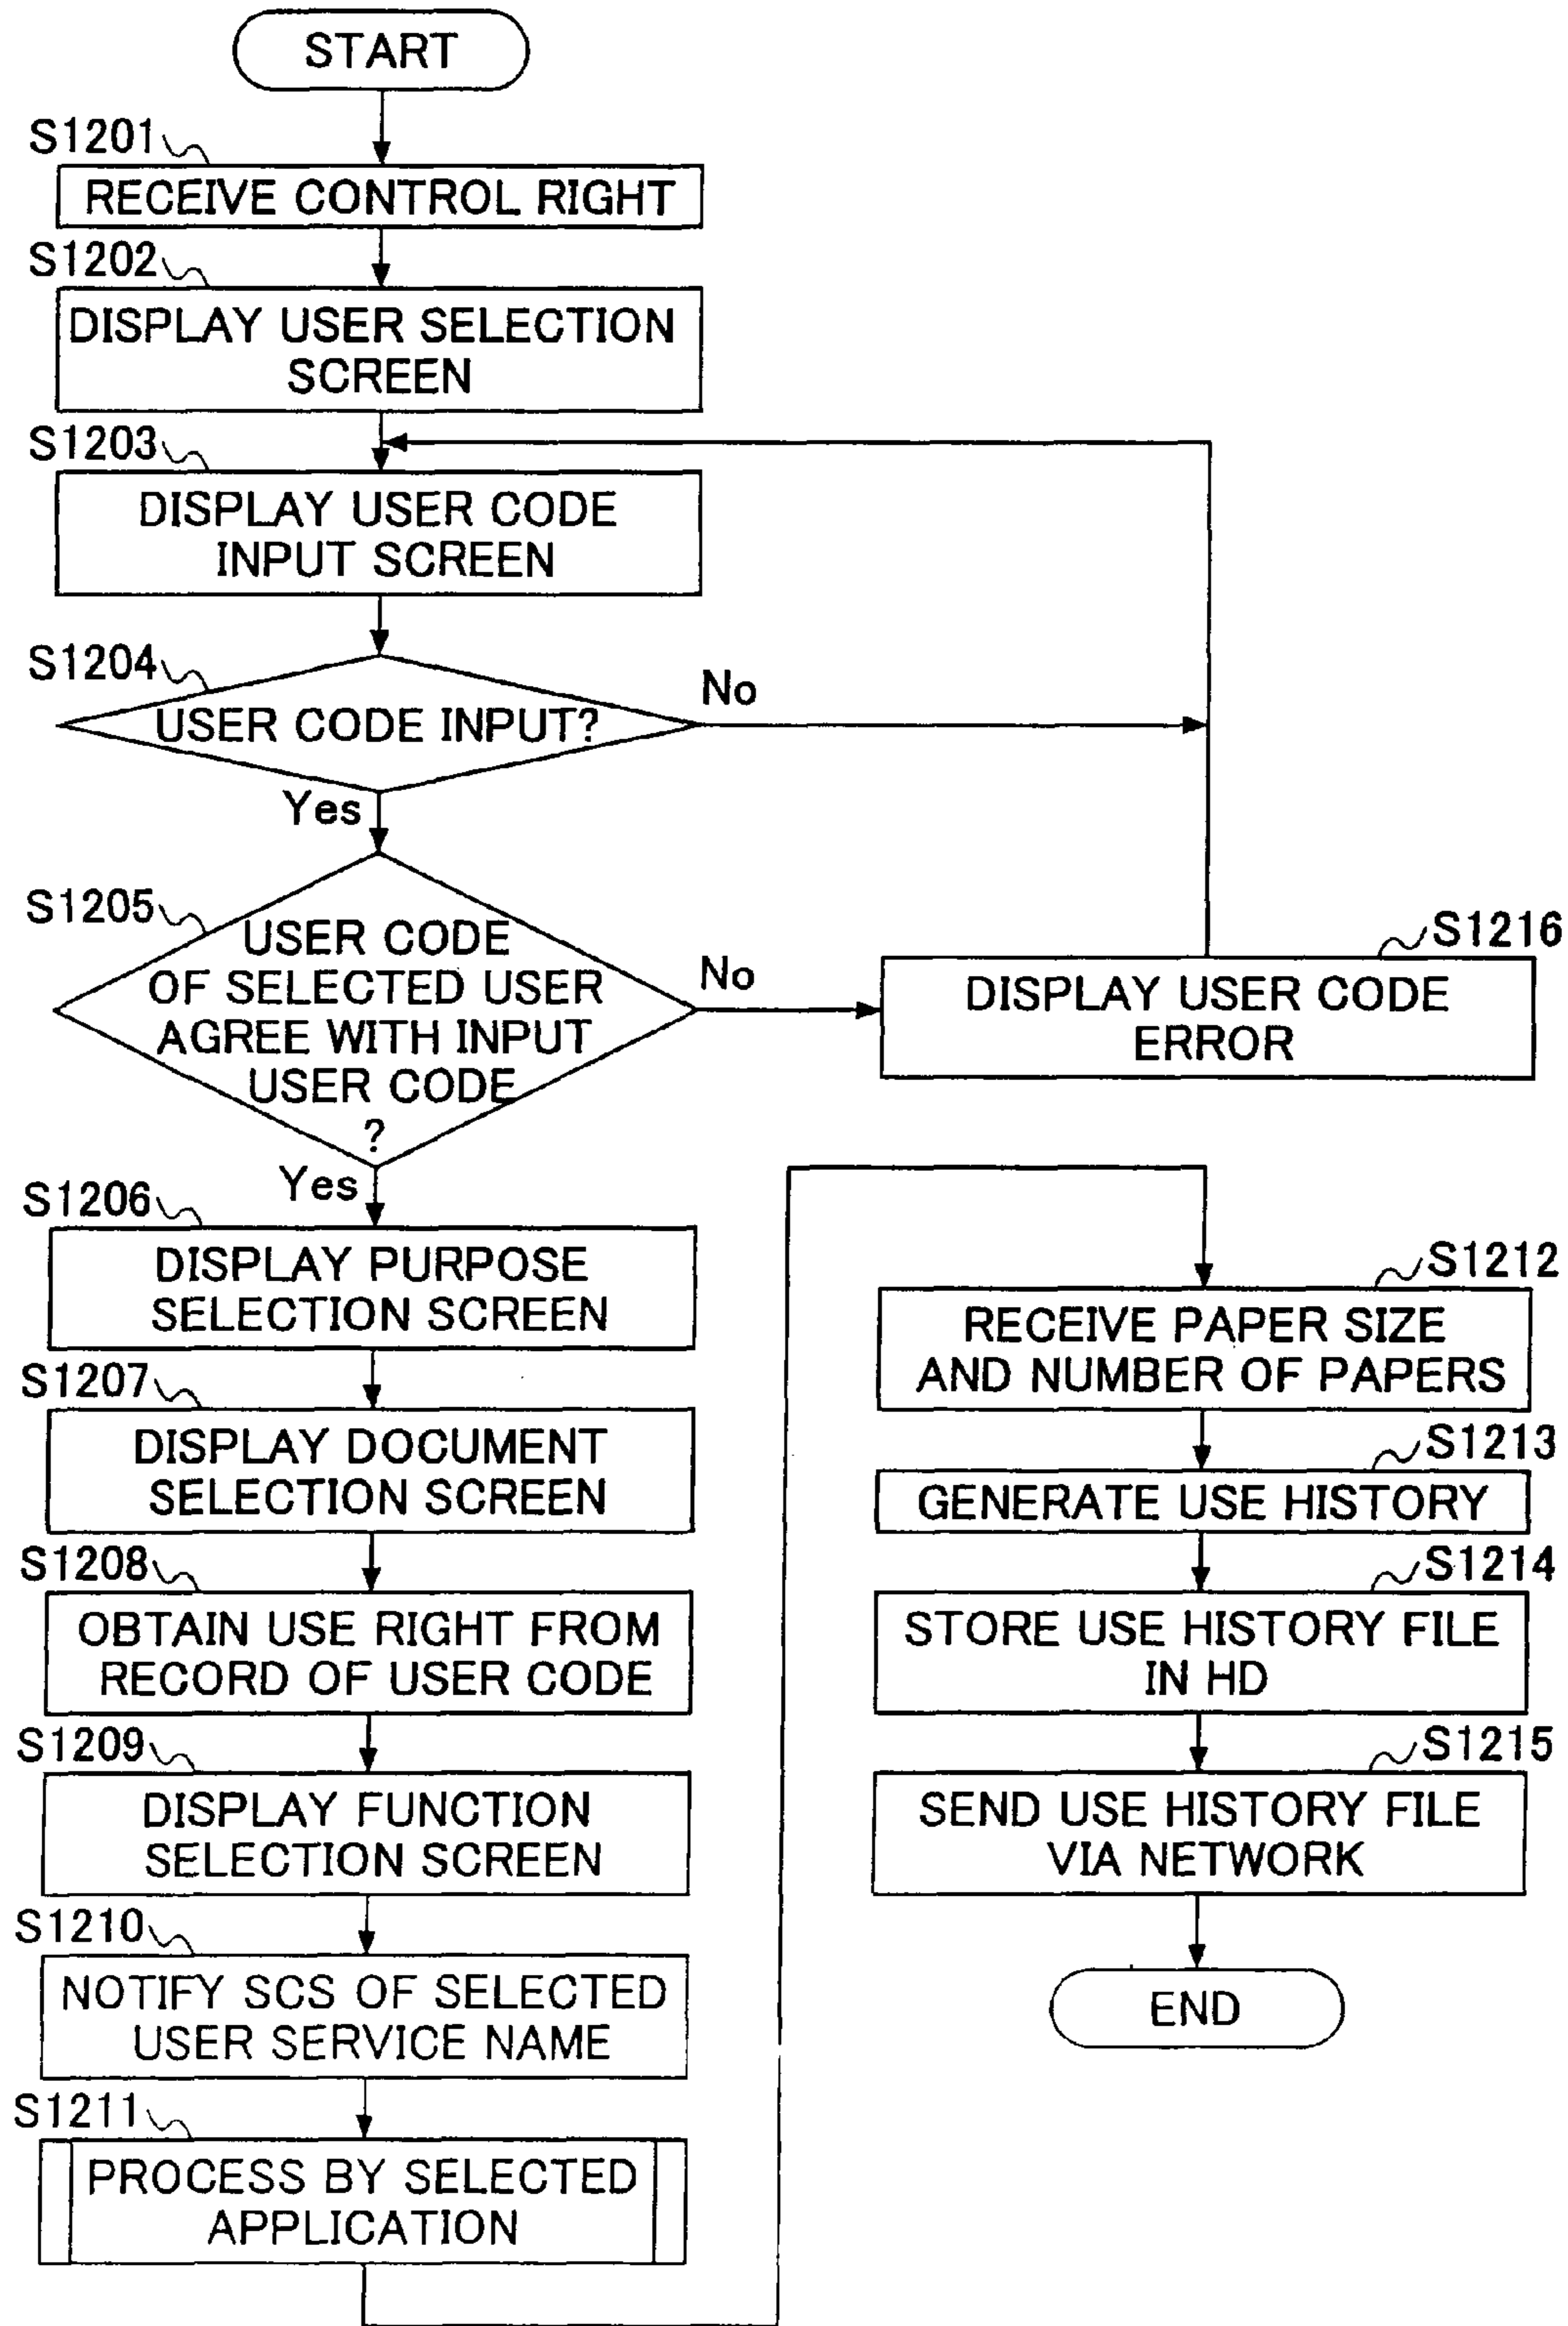 START
S1201
RECEIVE CONTROL RIGHT
S1202
DISPLAY USER SELECTION
SCREEN
S1203
DISPLAY USER CODE
INPUT SCREEN
S1204
USER CODE INPUT?
No
Yes
S1205
USER CODE
OF SELECTED USER
AGREE WITH INPUT
USER CODE
?
No
S1216
DISPLAY USER CODE
ERROR
Yes
S1206
DISPLAY PURPOSE
SELECTION SCREEN
S1207
DISPLAY DOCUMENT
SELECTION SCREEN
S1208
OBTAIN USE RIGHT FROM
RECORD OF USER CODE
S1209
DISPLAY FUNCTION
SELECTION SCREEN
S1210
NOTIFY SCS OF SELECTED
USER SERVICE NAME
S1211
PROCESS BY SELECTED
APPLICATION
S1212
RECEIVE PAPER SIZE
AND NUMBER OF PAPERS
S1213
GENERATE USE HISTORY
S1214
STORE USE HISTORY FILE
IN HD
S1215
SEND USE HISTORY FILE
VIA NETWORK
END